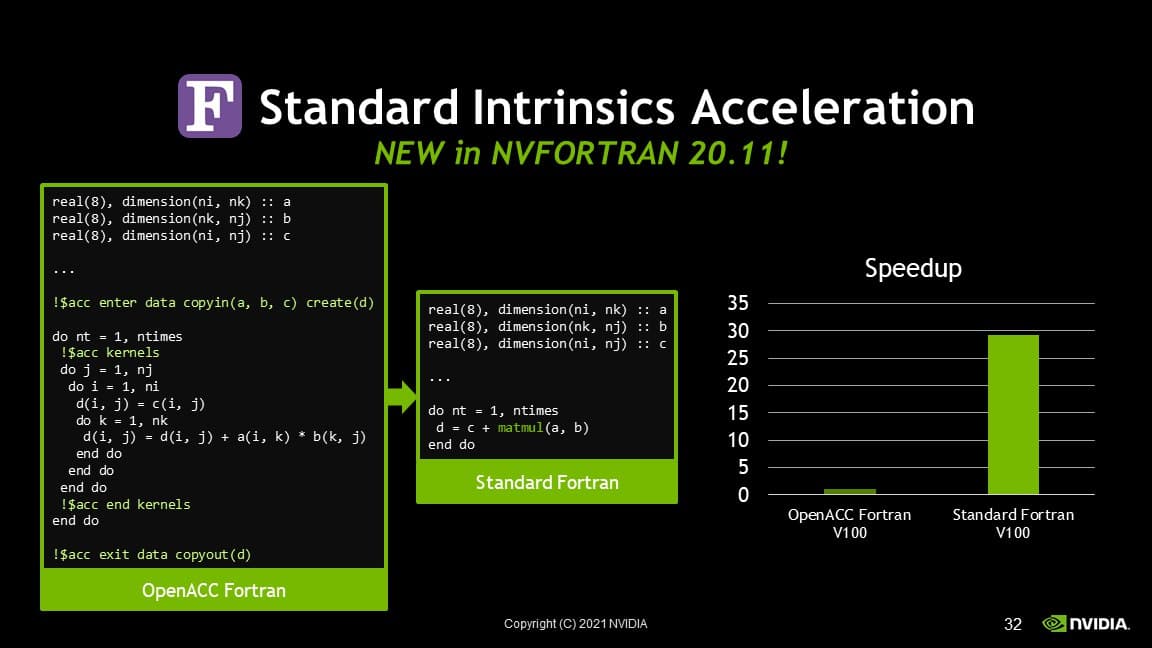 F Standard Intrinsics Acceleration
NEW in NVFORTRAN 20.11!
real(8), dimension(ni, nk) :: a
real(8), dimension(nk, nj) :: b
real(8), dimension(ni, nj) :: c
...
!$acc enter data copyin(a, b, c) create(d)
do nt = 1, ntimes
!$acc kernels
do j = 1, nj
do i = 1, ni
d(i, j) = c(i, j)
do k = 1, nk
d(i, j) = d(i, j) + a(i, k) * b(k, j)
end do
end do
end do
!$acc end kernels
end do
!$acc exit data copyout(d)
OpenACC Fortran
real(8), dimension(ni, nk) :: a
real(8), dimension(nk, nj) :: b
real(8), dimension(ni, nj) :: c
...
do nt = 1, ntimes
d = c + matmul(a, b)
end do
Standard Fortran
Speedup
35
30
25
20
15
10
5
0
OpenACC Fortran
V100
Standard Fortran
V100
Copyright (C) 2021 NVIDIA
32
NVIDIA.